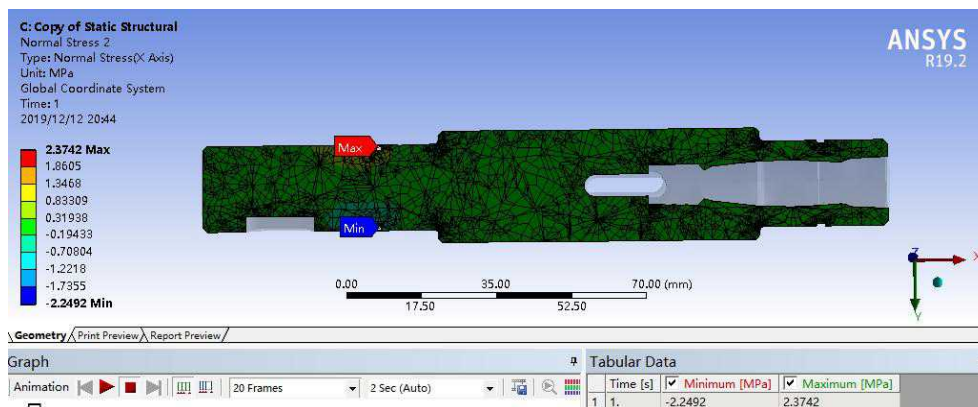 C: Copy of Static Structural
Normal Stress 2
Type: Normal Stress(X Axis)
Unit: MPa
Global Coordinate System
Time: 1
2019/12/12 20:44
ANSYS
R19.2
2.3742 Max
1.8605
1.3468
0.83309
0.31938
-0.19433
-0.70804
-1.2218
-1.7355
-2.2492 Min
Max
Min
0.00 35.00 70.00 (mm)
17.50 52.50
Z
X
Y
Geometry Print Preview Report Preview
Graph
Animation 20 Frames 2 Sec (Auto)
Tabular Data
Time [s] Minimum [MPa] Maximum [MPa]
1 1. -2.2492 2.3742